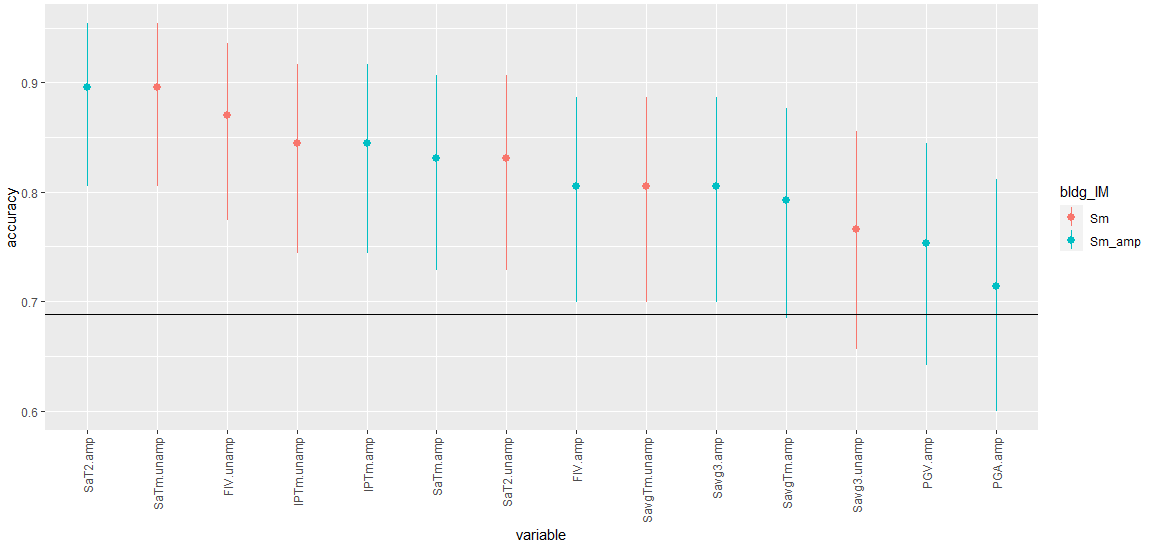 accuracy
0.9
0.8
0.7
0.6
SaT2.amp
SaTm.unamp
FIV.unamp
IPTm.unamp
IPTm.amp
SaTm.amp
SaT2.unamp
FIV.amp
SavgTm.unamp
Savg3.amp
SavgTm.amp
Savg3.unamp
PGV.amp
PGA.amp
variable
bldg_IM
Sm
Sm_amp